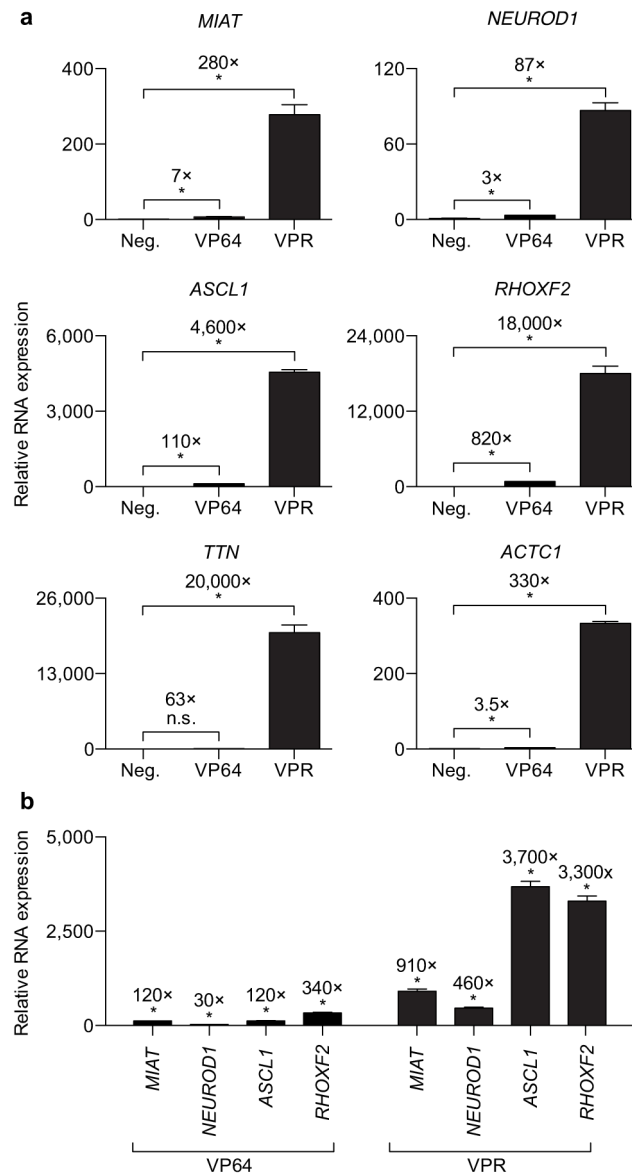 a
MIAT
NEUROD1
280×
*
87×
*
400
200
0
7×
*
Neg. VP64 VPR
120
60
0
3×
*
Neg. VP64 VPR
Relative RNA expression
ASCL1
RHOXF2
4,600×
*
18,000×
*
6,000
3,000
0
110×
*
Neg. VP64 VPR
24,000
12,000
0
820×
*
Neg. VP64 VPR
TTN
ACTC1
20,000×
*
330×
*
26,000
13,000
0
63×
n.s.
Neg. VP64 VPR
400
200
0
3.5×
*
Neg. VP64 VPR
b
Relative RNA expression
5,000
2,500
0
120×
*
30×
*
120×
*
340×
*
910×
*
460×
*
3,700×
*
3,300x
*
MIAT
NEUROD1
ASCL1
RHOXF2
MIAT
NEUROD1
ASCL1
RHOXF2
VP64
VPR